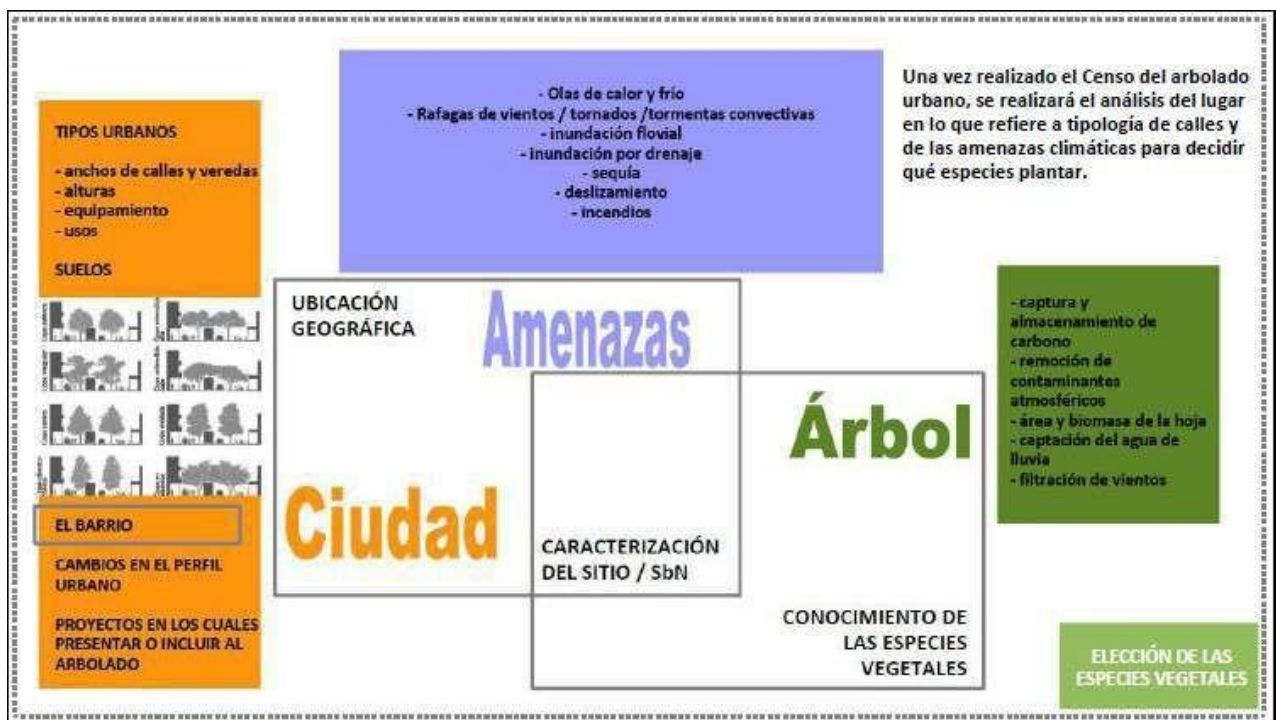 TIPOS URBANOS
- anchos de calles y veredas
- alturas
- equipamiento
- usos
SUELOS
- Olas de calor y frío
- Rafagas de vientos / tornados /tormentas convectivas
- inundación flovial
- inundación por drenaje
- sequía
- deslizamiento
- incendios
Una vez realizado el Censo del arbolado
urbano, se realizará el análisis del lugar
en lo que refiere a tipología de calles y
de las amenazas climáticas para decidir
qué especies plantar.
UBICACIÓN
GEOGRÁFICA
Amenazas
Árbol
Ciudad
CARACTERIZACIÓN
DEL SITIO / SbN
CONOCIMIENTO DE
LAS ESPECIES
VEGETALES
- captura y
almacenamiento de
carbono
- remoción de
contaminantes
atmosféricos
- área y biomasa de la hoja
- captación del agua de
lluvia
- filtración de vientos
EL BARRIO
CAMBIOS EN EL PERFIL
URBANO
PROYECTOS EN LOS CUALES
PRESENTAR O INCLUIR AL
ARBOLADO
ELECCIÓN DE LAS
ESPECIES VEGETALES